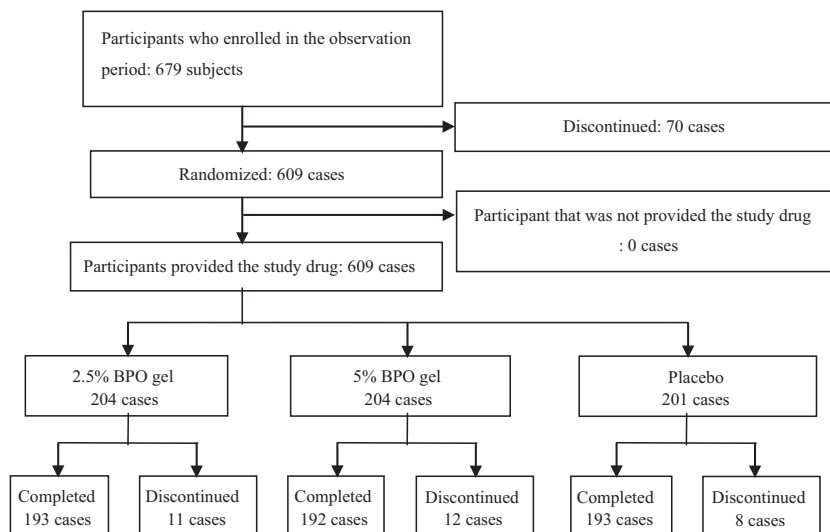 Participants who enrolled in the observation
period: 679 subjects
Discontinued: 70 cases
Randomized: 609 cases
Participant that was not provided the study drug
: 0 cases
Participants provided the study drug: 609 cases
2.5% BPO gel
204 cases
5% BPO gel
204 cases
Placebo
201 cases
Completed
193 cases
Discontinued
11 cases
Completed
192 cases
Discontinued
12 cases
Completed
193 cases
Discontinued
8 cases